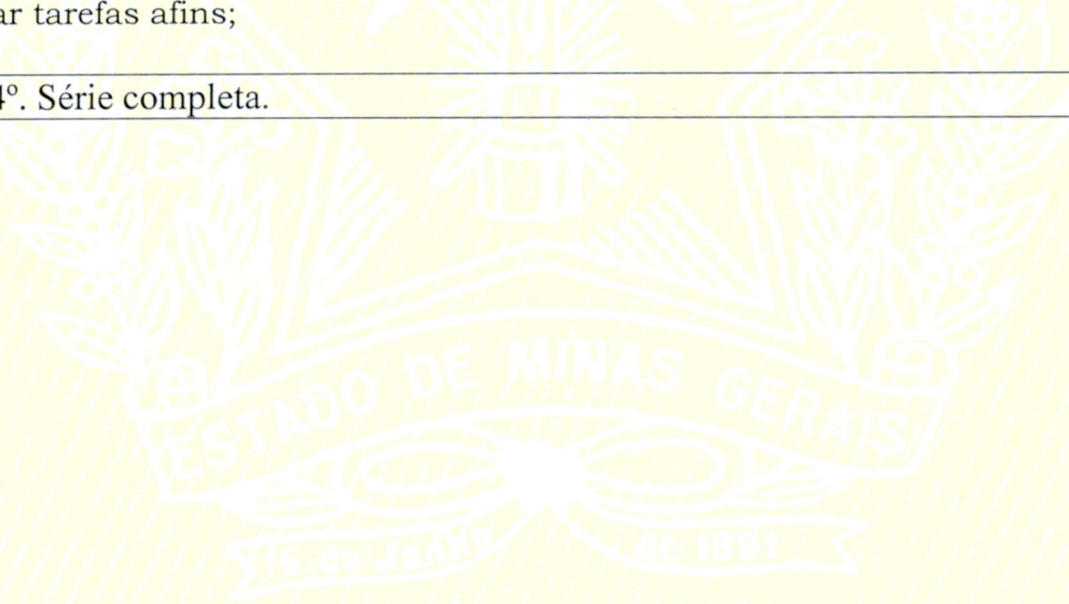 ar tarefas afins;
4º. Série completa.
ESTADO DE MINAS GERAIS
15 de Junho de 1891